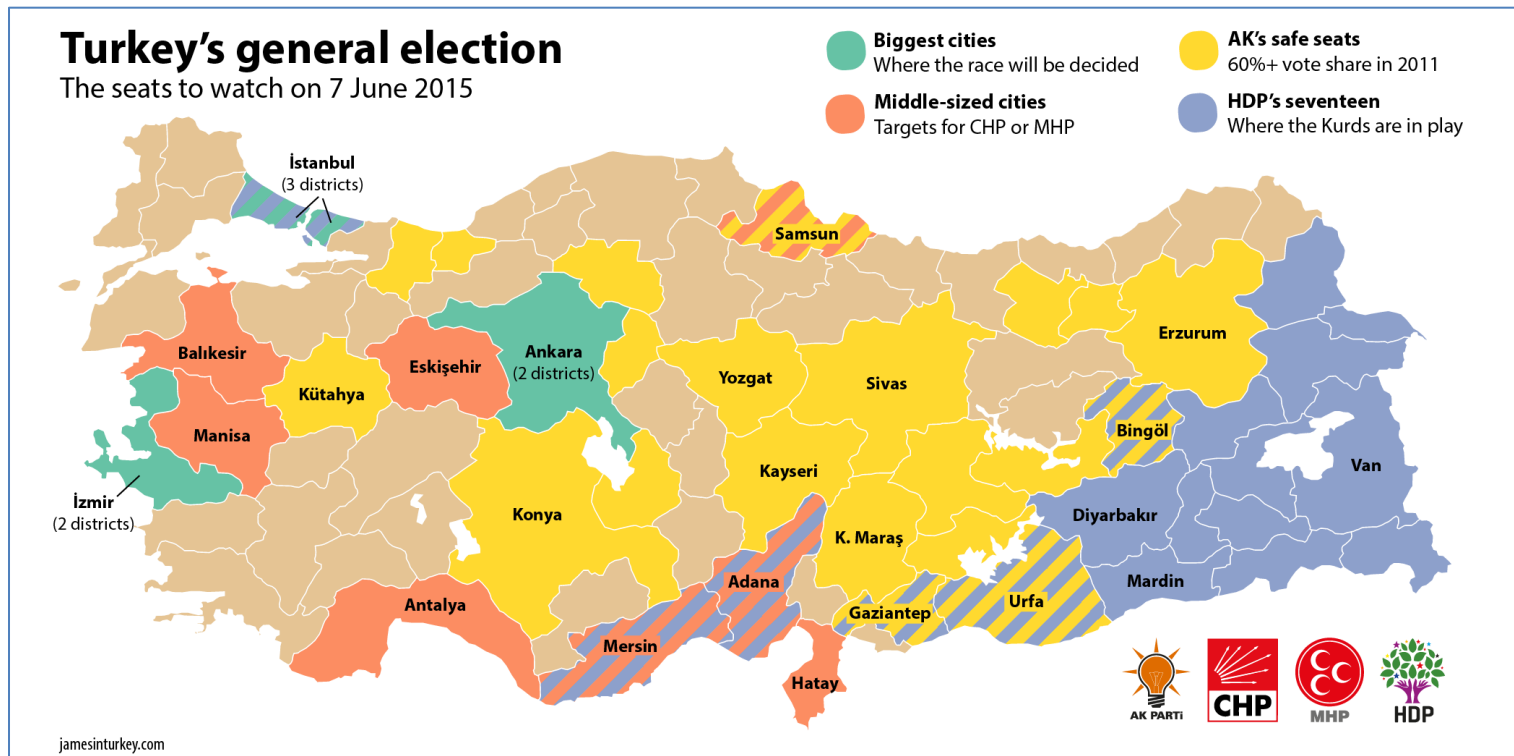 Turkey's general election
The seats to watch on 7 June 2015
Biggest cities
Where the race will be decided
Middle-sized cities
Targets for CHP or MHP
AK's safe seats
60%+ vote share in 2011
HDP's seventeen
Where the Kurds are in play
İstanbul
(3 districts)
Samsun
Erzurum
Balıkesir
Eskişehir
Ankara
(2 districts)
Kütahya
Yozgat
Sivas
Manisa
Bingöl
Kayseri
Van
İzmir
(2 districts)
Konya
Diyarbakır
K. Maraş
Mardin
Adana
Antalya
Gaziantep
Urfa
Mersin
Hatay
AK PARTİ
CHP
MHP
HDP
jamesinturkey.com